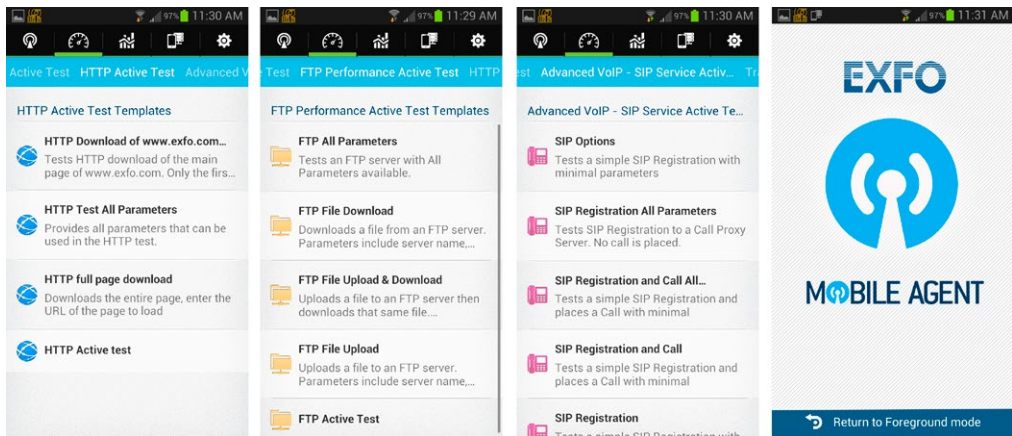 97% 11:30 AM
Active Test HTTP Active Test Advanced V
HTTP Active Test Templates
HTTP Download of www.exfo.com...
Tests HTTP download of the main
page of www.exfo.com. Only the firs...
HTTP Test All Parameters
Provides all parameters that can be
used in the HTTP test.
HTTP full page download
Downloads the entire page, enter the
URL of the page to load
HTTP Active test
97% 11:29 AM
e Test FTP Performance Active Test HTTP
FTP Performance Active Test Templates
FTP All Parameters
Tests an FTP server with All
Parameters available.
FTP File Download
Downloads a file from an FTP server.
Parameters include server name,...
FTP File Upload & Download
Uploads a file to an FTP server then
downloads that same file....
FTP File Upload
Uploads a file to an FTP server.
Parameters include server name,...
FTP Active Test
97% 11:30 AM
est Advanced VoIP - SIP Service Activ... Tr
Advanced VoIP - SIP Service Active Te...
SIP Options
Tests a simple SIP Registration with
minimal parameters
SIP Registration All Parameters
Tests SIP Registration to a Call Proxy
Server. No call is placed.
SIP Registration and Call All...
Tests a simple SIP Registration and
places a Call with minimal
SIP Registration and Call
Tests a simple SIP Registration and
places a Call with minimal
SIP Registration
Tests a simple SIP Registration with
97% 11:31 AM
EXFO
MOBILE AGENT
Return to Foreground mode